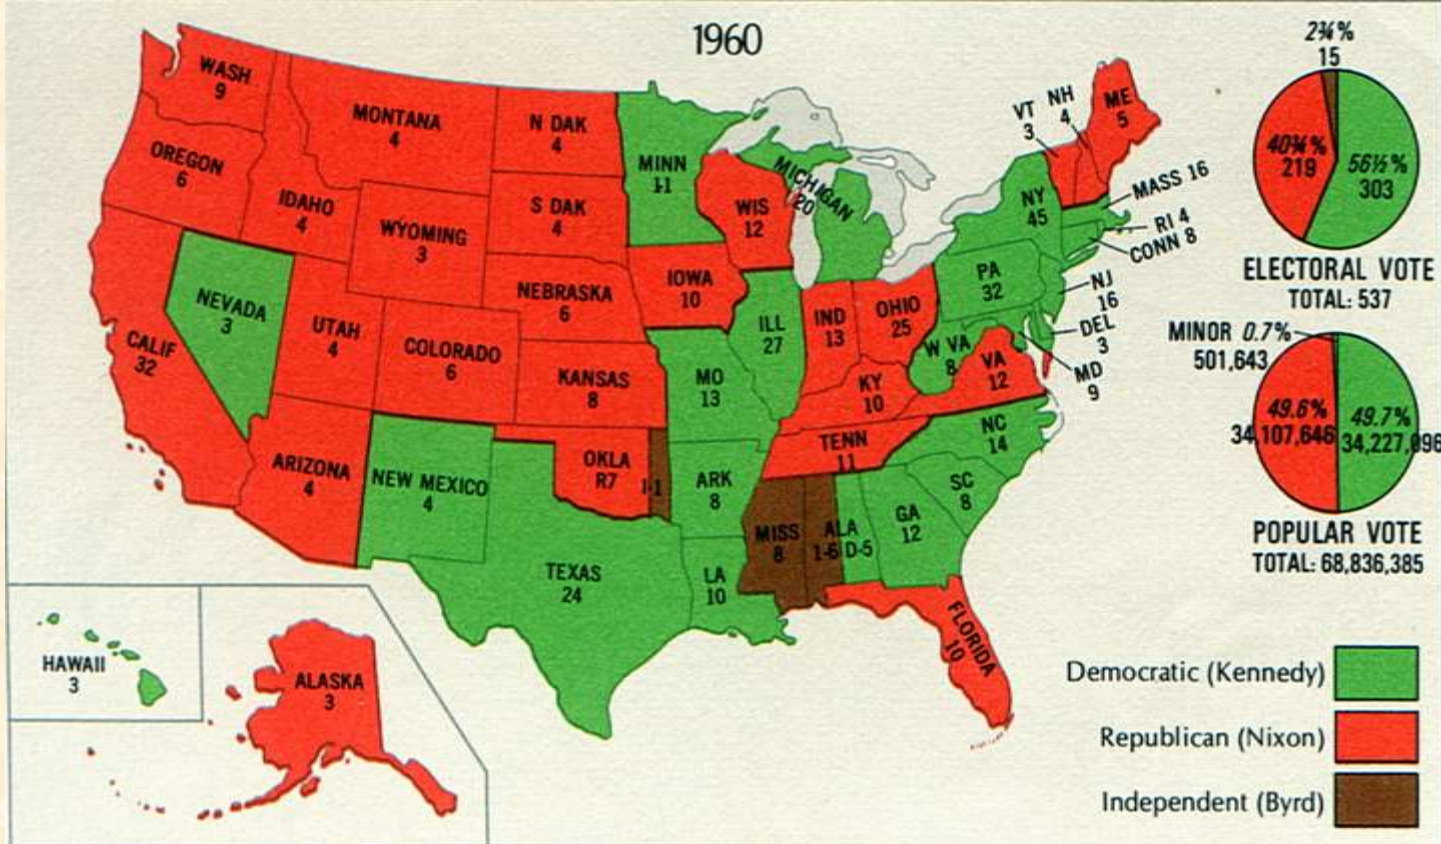 1960
WASH
9
OREGON
6
CALIF
32
NEVADA
3
IDAHO
4
MONTANA
4
WYOMING
3
UTAH
4
COLORADO
6
ARIZONA
4
NEW MEXICO
4
N DAK
4
S DAK
4
NEBRASKA
6
KANSAS
8
OKLA
R7
I-1
TEXAS
24
MINN
11
IOWA
10
MO
13
ARK
8
LA
10
WIS
12
ILL
27
MICHIGAN
20
IND
13
OHIO
25
KY
10
TENN
11
MISS
8
ALA
1-6 D-5
GA
12
FLORIDA
10
SC
8
NC
14
VA
12
W VA
8
PA
32
NY
45
VT
3
NH
4
ME
5
MASS 16
RI 4
CONN 8
NJ
16
DEL
3
MD
9
HAWAII
3
ALASKA
3
2¾%
15
40¾%
219
56½%
303
ELECTORAL VOTE
TOTAL: 537
MINOR 0.7%
501,643
49.6%
34,107,646
49.7%
34,227,096
POPULAR VOTE
TOTAL: 68,836,385
Democratic (Kennedy)
Republican (Nixon)
Independent (Byrd)